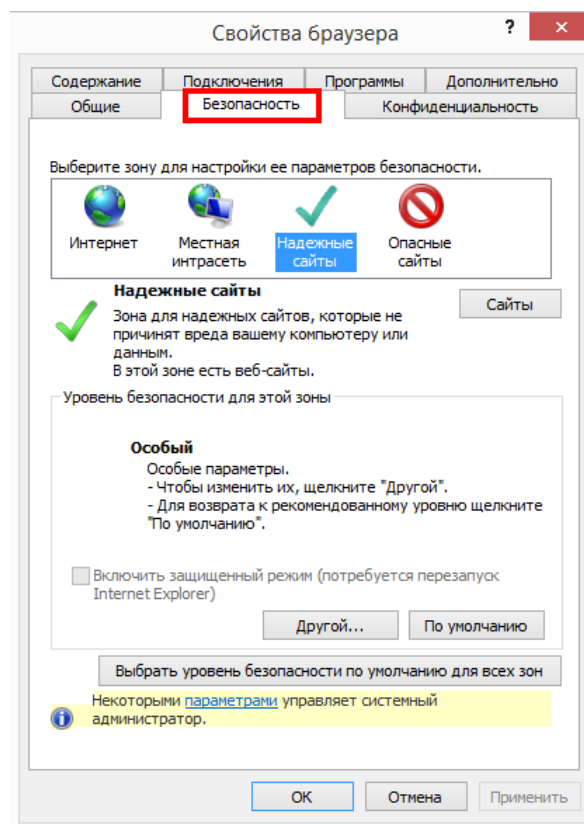 Свойства браузера
?
×
Содержание Подключения Программы Дополнительно
Общие Безопасность Конфиденциальность
Выберите зону для настройки ее параметров безопасности.
Интернет Местная Надежные Опасные
интрасеть сайты сайты
Надежные сайты
Сайты
Зона для надежных сайтов, которые не
причинят вреда вашему компьютеру или
данным.
В этой зоне есть веб-сайты.
Уровень безопасности для этой зоны
Особый
Особые параметры.
- Чтобы изменить их, щелкните "Другой".
- Для возврата к рекомендованному уровню щелкните
"По умолчанию".
Включить защищенный режим (потребуется перезапуск
Internet Explorer)
Другой... По умолчанию
Выбрать уровень безопасности по умолчанию для всех зон
Некоторыми параметрами управляет системный
администратор.
OK Отмена Применить